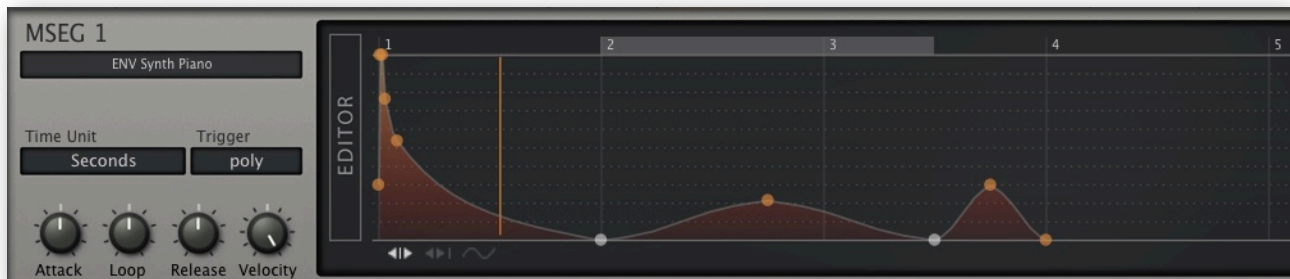 MSEG 1
ENV Synth Piano
Time Unit Trigger
Seconds poly
Attack Loop Release Velocity
EDITOR
1 2 3 4 5